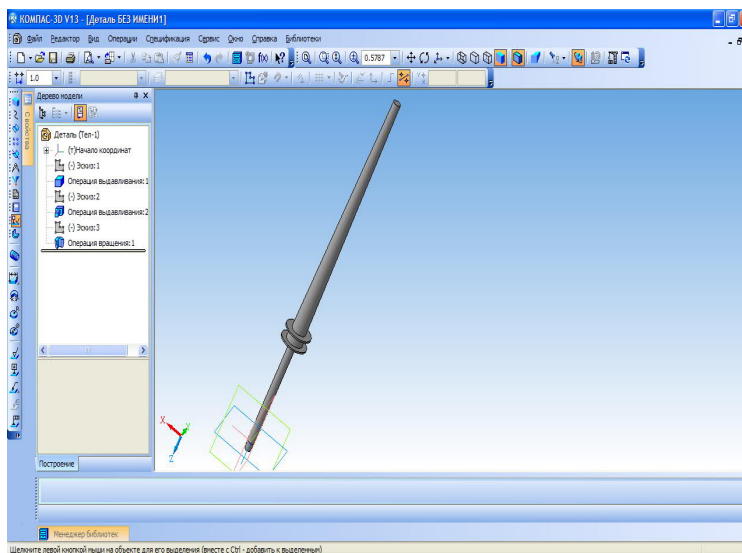 КОМПАС-3D V13 - [Деталь БЕЗ ИМЕНИ1]
Файл Редактор Вид Операции Спецификация Сервис Окно Справка Библиотеки
0.5787
1.0
Дерево модели
Свойства
Деталь (Тел-1)
(т)Начало координат
(-) Эскиз:1
Операция выдавливания:1
(-) Эскиз:2
Операция выдавливания:2
(-) Эскиз:3
Операция вращения:1
X
Y
Z
Построение
Менеджер библиотек
Щелкните левой кнопкой мыши на объекте для его выделения (вместе с Ctrl - добавить к выделенным)